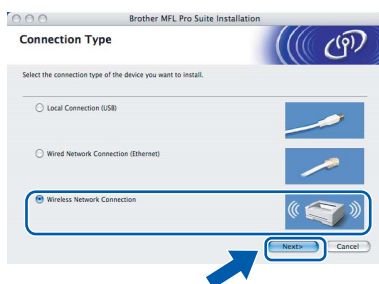 Brother MFL Pro Suite Installation
Connection Type
Select the connection type of the device you want to install.
Local Connection (USB)
Wired Network Connection (Ethernet)
Wireless Network Connection
Next>
Cancel